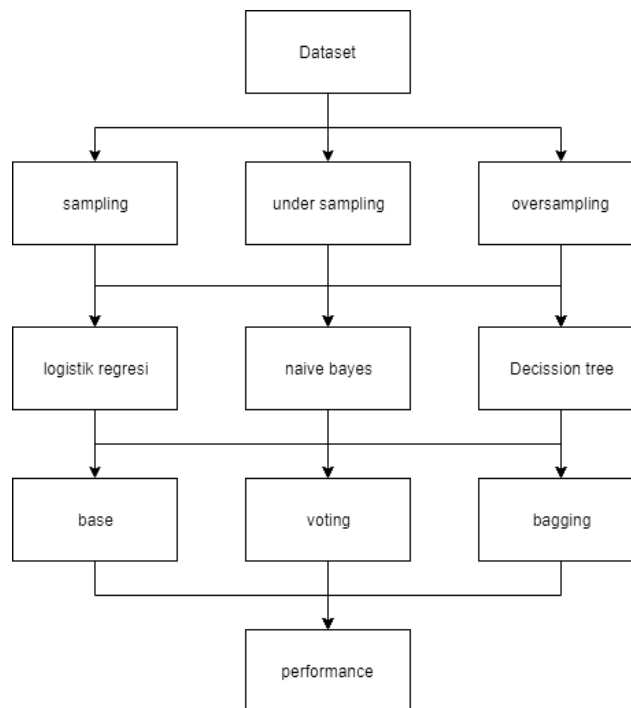 Dataset
sampling
under sampling
oversampling
logistik regresi
naive bayes
Decission tree
base
voting
bagging
performance